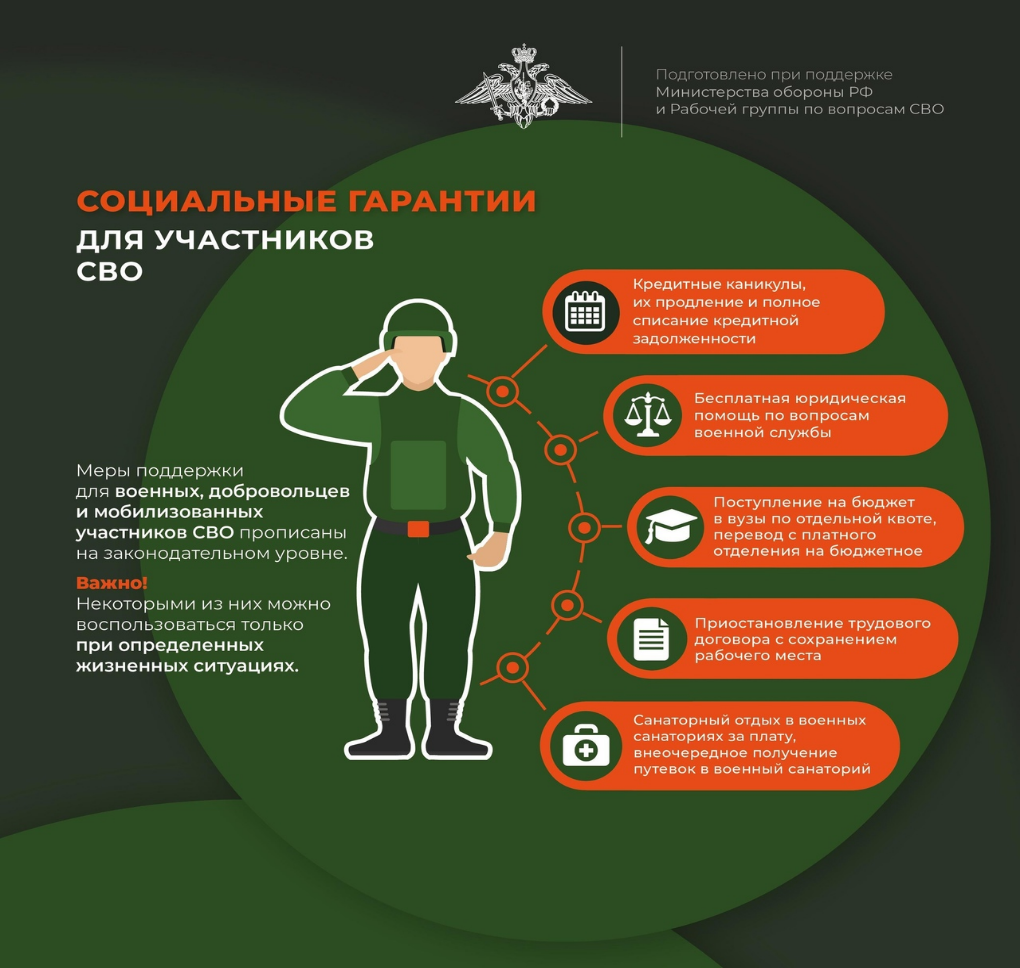 Подготовлено при поддержке
Министерства обороны РФ
и Рабочей группы по вопросам СВО
СОЦИАЛЬНЫЕ ГАРАНТИИ
ДЛЯ УЧАСТНИКОВ
СВО
Кредитные каникулы,
их продление и полное
списание кредитной
задолженности
Бесплатная юридическая
помощь по вопросам
военной службы
Поступление на бюджет
в вузы по отдельной квоте,
перевод с платного
отделения на бюджетное
Приостановление трудового
договора с сохранением
рабочего места
Санаторный отдых в военных
санаториях за плату,
внеочередное получение
путевок в военный санаторий
Меры поддержки
для военных, добровольцев
и мобилизованных
участников СВО прописаны
на законодательном уровне.
Важно!
Некоторыми из них можно
воспользоваться только
при определенных
жизненных ситуациях.